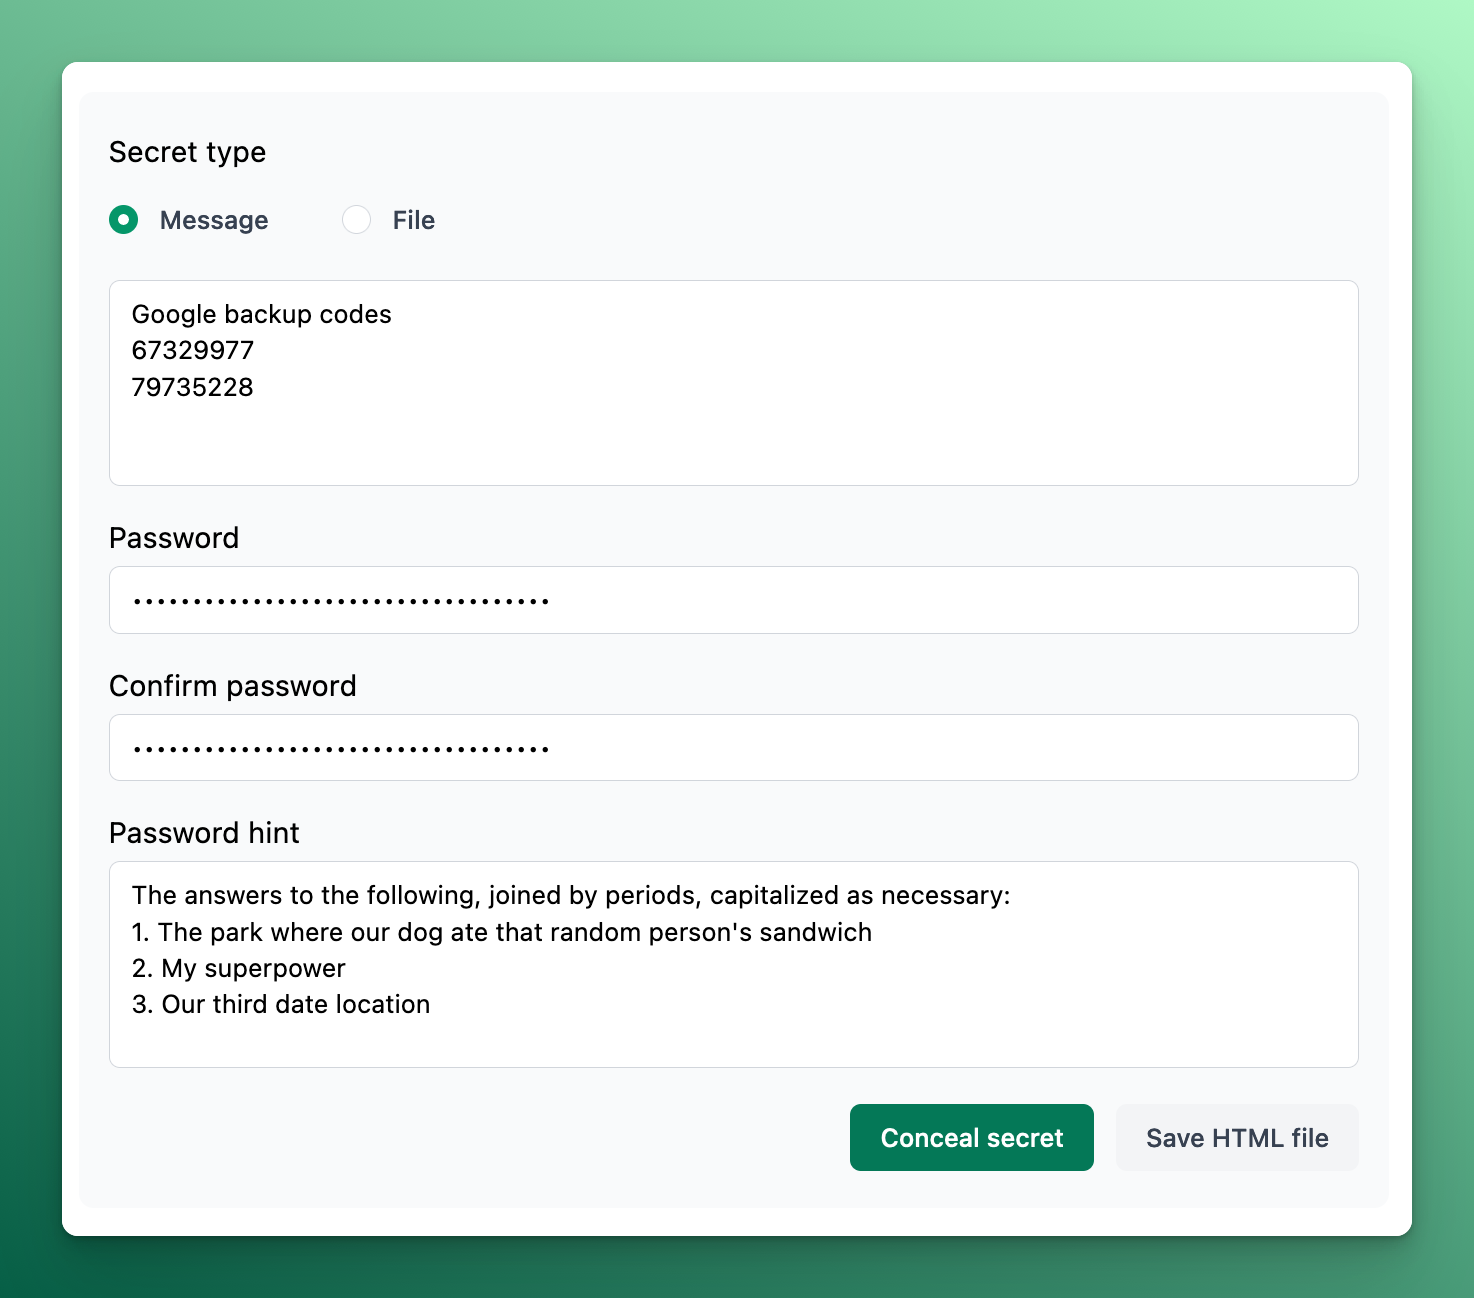 Secret type
Message
File
Google backup codes
67329977
79735228
Password
•••••••••••••••••••••••••••••••••••
Confirm password
•••••••••••••••••••••••••••••••••••
Password hint
The answers to the following, joined by periods, capitalized as necessary:
1. The park where our dog ate that random person's sandwich
2. My superpower
3. Our third date location
Conceal secret
Save HTML file